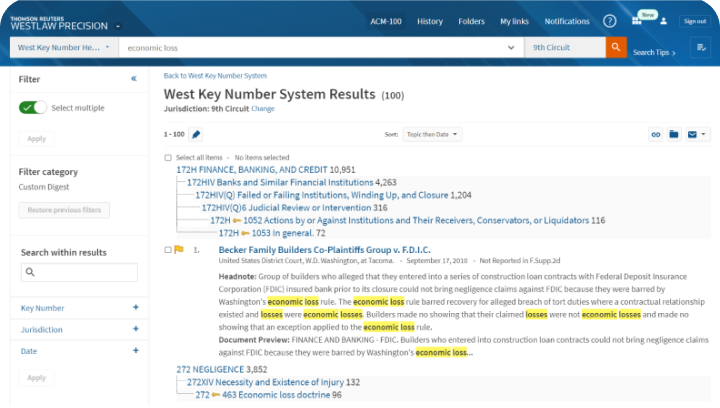 THOMSON REUTERS
WESTLAW PRECISION
ACM-100 History Folders My links Notifications ? New Sign out
West Key Number He... economic loss 9th Circuit Search Tips >
Filter «
Select multiple
Apply
Filter category
Custom Digest
Restore previous filters
Search within results
Key Number +
Jurisdiction +
Date +
Apply
Back to West Key Number System
West Key Number System Results (100)
Jurisdiction: 9th Circuit Change
1 - 100 Sort: Topic then Date
Select all items • No items selected
172H FINANCE, BANKING, AND CREDIT 10,951
172HIV Banks and Similar Financial Institutions 4,263
172HIV(Q) Failed or Failing Institutions, Winding Up, and Closure 1,204
172HIV(Q)6 Judicial Review or Intervention 316
172H 1052 Actions by or Against Institutions and Their Receivers, Conservators, or Liquidators 116
172H 1053 In general. 72
1. Becker Family Builders Co-Plaintiffs Group v. F.D.I.C.
United States District Court, W.D. Washington, at Tacoma. • September 17, 2010 • Not Reported in F.Supp.2d
Headnote: Group of builders who alleged that they entered into a series of construction loan contracts with Federal Deposit Insurance
Corporation (FDIC) insured bank prior to its closure could not bring negligence claims against FDIC because they were barred by
Washington's economic loss rule. The economic loss rule barred recovery for alleged breach of tort duties where a contractual relationship
existed and losses were economic losses. Builders made no showing that their claimed losses were not economic losses and made no
showing that an exception applied to the economic loss rule.
Document Preview: FINANCE AND BANKING - FDIC. Builders who entered into construction loan contracts could not bring negligence claims
against FDIC because they were barred by Washington's economic loss...
272 NEGLIGENCE 3,852
272XIV Necessity and Existence of Injury 132
272 463 Economic loss doctrine 96